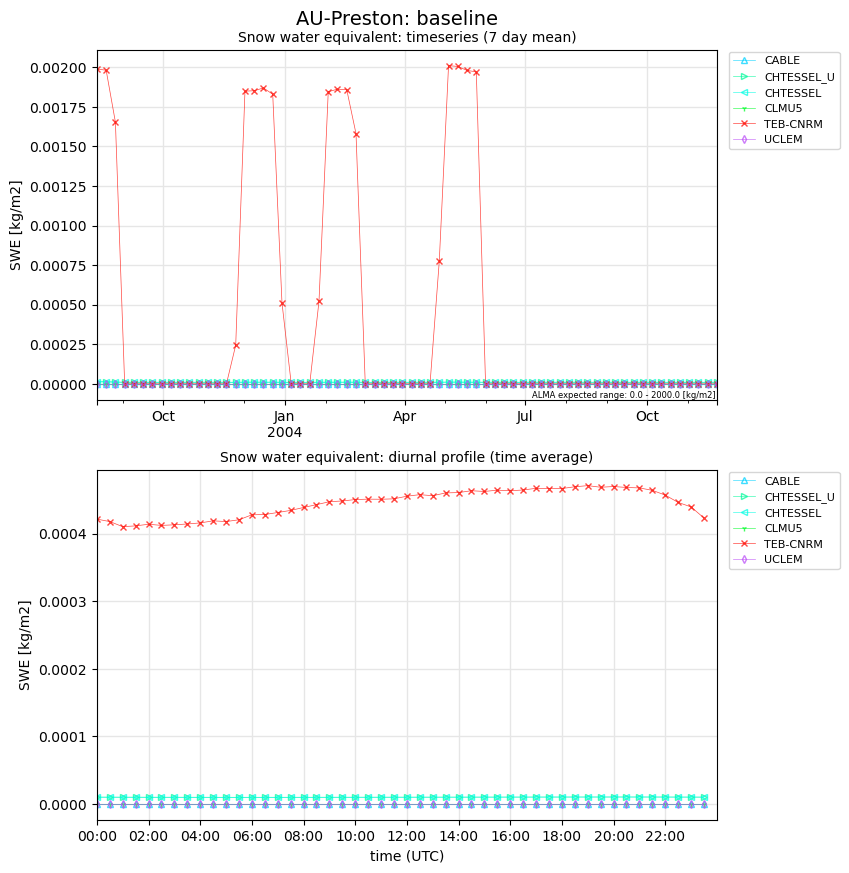 AU-Preston: baseline
Snow water equivalent: timeseries (7 day mean)
SWE [kg/m2]
0.00200
0.00175
0.00150
0.00125
0.00100
0.00075
0.00050
0.00025
0.00000
ALMA expected range: 0.0 - 2000.0 [kg/m2]
Oct Jan Apr Jul Oct
2004
CABLE
CHTESSEL_U
CHTESSEL
CLMU5
TEB-CNRM
UCLEM
Snow water equivalent: diurnal profile (time average)
SWE [kg/m2]
0.0004
0.0003
0.0002
0.0001
0.0000
00:00 02:00 04:00 06:00 08:00 10:00 12:00 14:00 16:00 18:00 20:00 22:00
time (UTC)
CABLE
CHTESSEL_U
CHTESSEL
CLMU5
TEB-CNRM
UCLEM